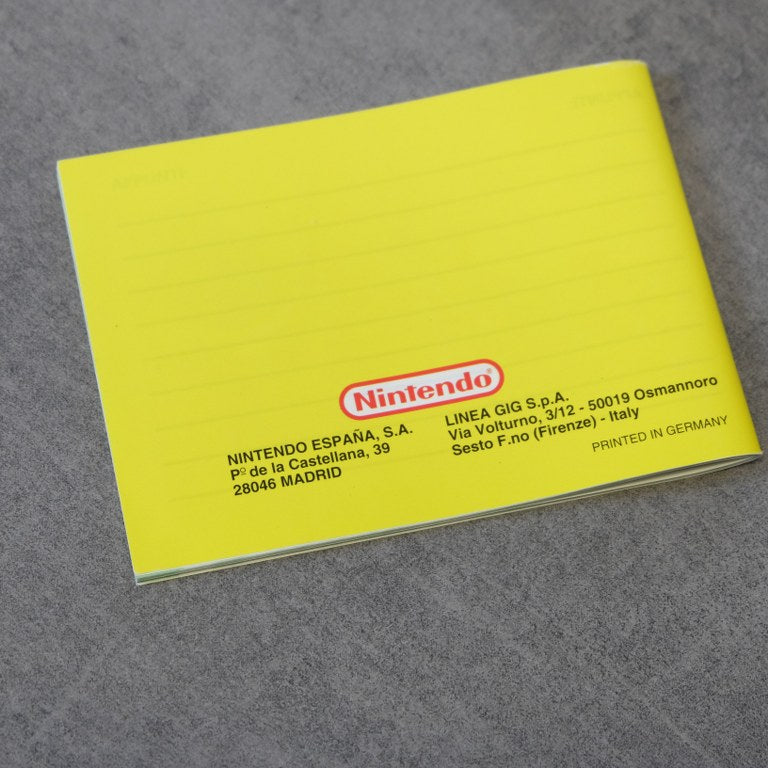 Nintendo®
NINTENDO ESPAÑA, S.A.
Pº de la Castellana, 39
28046 MADRID
LINEA GIG S.p.A.
Via Volturno, 3/12 - 50019 Osmannoro
Sesto F.no (Firenze) - Italy
PRINTED IN GERMANY